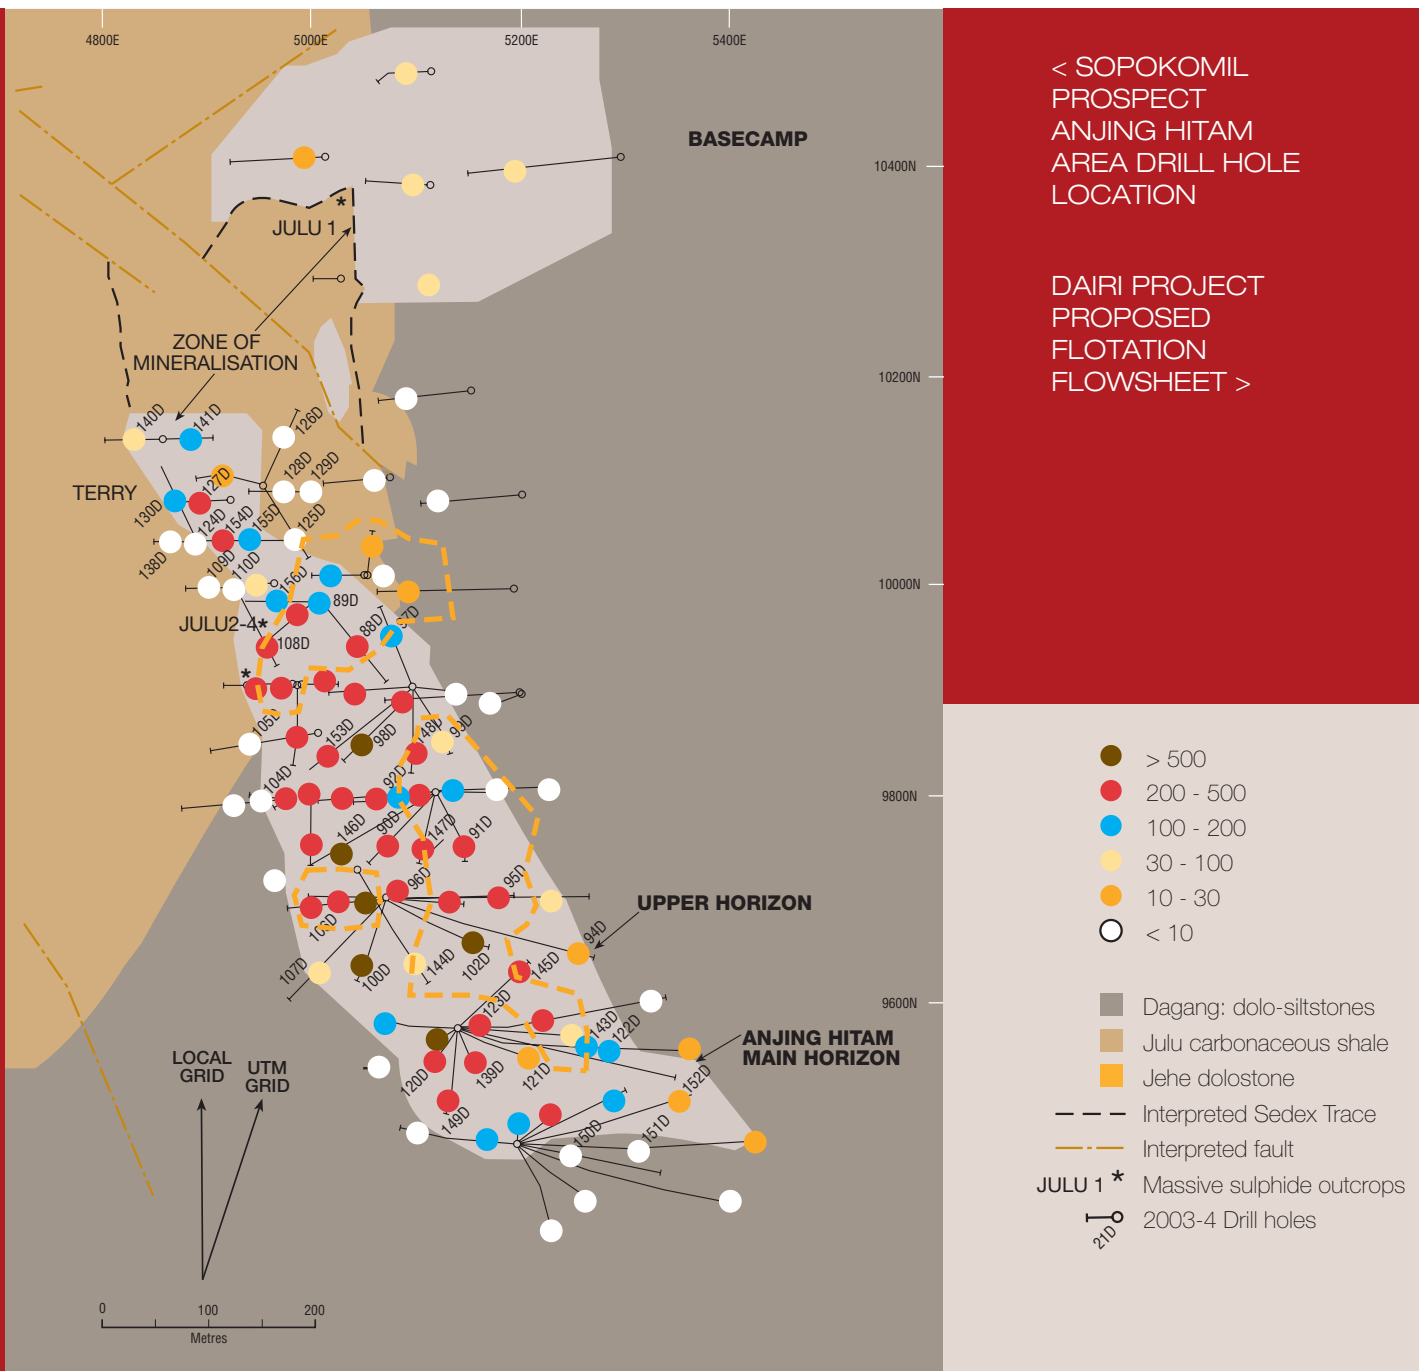 4800E
5000E
5200E
5400E
10400N
10200N
10000N
9800N
9600N
BASECAMP
JULU 1
*
ZONE OF
MINERALISATION
140D
141D
126D
128D
129D
127D
TERRY
130D
124D
154D
155D
125D
138D
109D
110D
156D
89D
JULU2-4*
108D
88D
97D
*
105D
153D
98D
148D
99D
104D
92D
146D
90D
147D
91D
96D
95D
UPPER HORIZON
106D
94D
107D
100D
144D
102D
145D
123D
143D
122D
ANJING HITAM
MAIN HORIZON
120D
139D
121D
152D
149D
150D
151D
LOCAL
GRID
UTM
GRID
0
100
200
Metres
< SOPOKOMIL
PROSPECT
ANJING HITAM
AREA DRILL HOLE
LOCATION
DAIRI PROJECT
PROPOSED
FLOTATION
FLOWSHEET >
> 500
200 - 500
100 - 200
30 - 100
10 - 30
< 10
Dagang: dolo-siltstones
Julu carbonaceous shale
Jehe dolostone
Interpreted Sedex Trace
Interpreted fault
JULU 1 * Massive sulphide outcrops
21D 2003-4 Drill holes